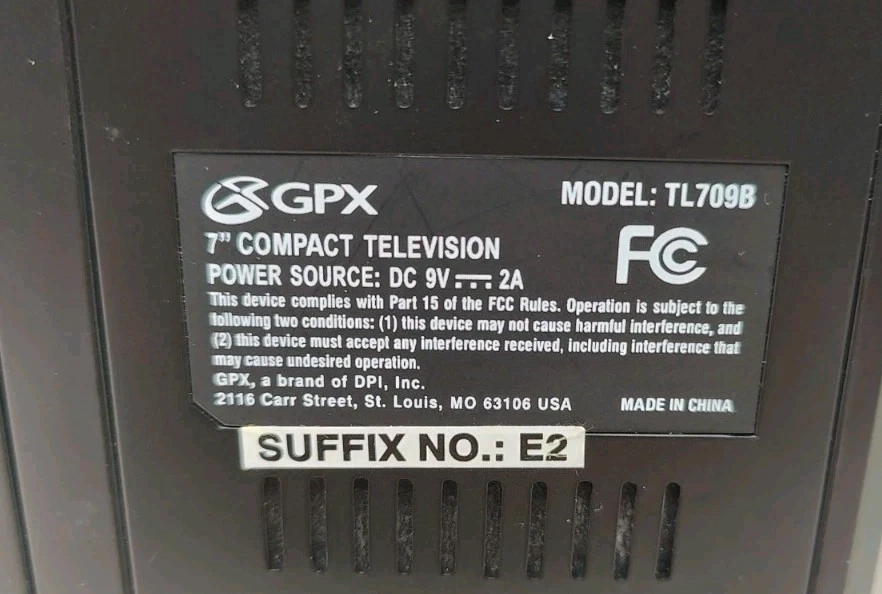 GPX
MODEL: TL709B
7" COMPACT TELEVISION
FC
POWER SOURCE: DC 9V ⎓ 2A
This device complies with Part 15 of the FCC Rules. Operation is subject to the
following two conditions: (1) this device may not cause harmful interference, and
(2) this device must accept any interference received, including interference that
may cause undesired operation.
GPX, a brand of DPI, Inc.
2116 Carr Street, St. Louis, MO 63106 USA
MADE IN CHINA
SUFFIX NO.: E2